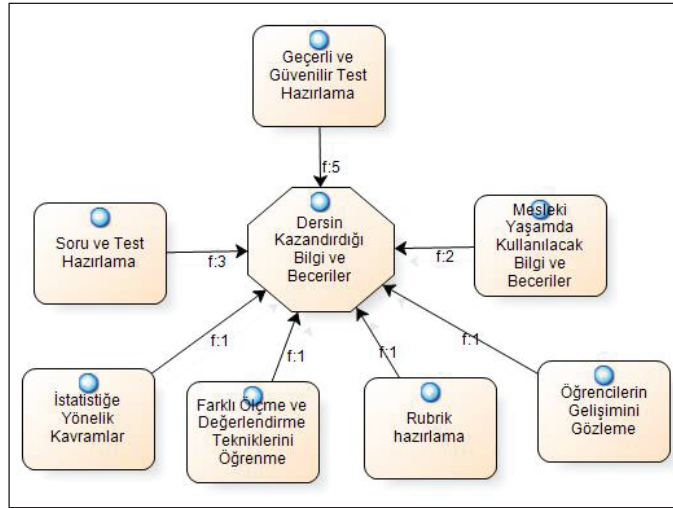 Geçerli ve
Güvenilir Test
Hazırlama
f:5
Dersin
Kazandırdığı
Bilgi ve
Beceriler
Soru ve Test
Hazırlama
f:3
Mesleki
Yaşamda
Kullanılacak
Bilgi ve
Beceriler
f:2
f:1
f:1
f:1
f:1
İstatistiğe
Yönelik
Kavramlar
Farklı Ölçme ve
Değerlendirme
Tekniklerini
Öğrenme
Rubrik
hazırlama
Öğrencilerin
Gelişimini
Gözleme